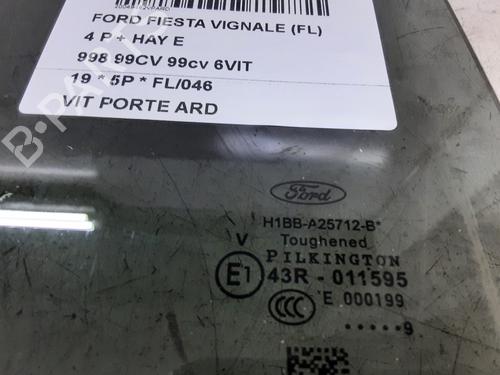 FORD FIESTA VIGNALE (FL)
4 P + HAY E
998 99CV 99cv 6VIT
19 * 5P * FL/046
VIT PORTE ARD
Ford
H1BB-A25712-B*
V Toughened
PILKINGTON
E1 43R - 011595
CCC E 000199
.....9